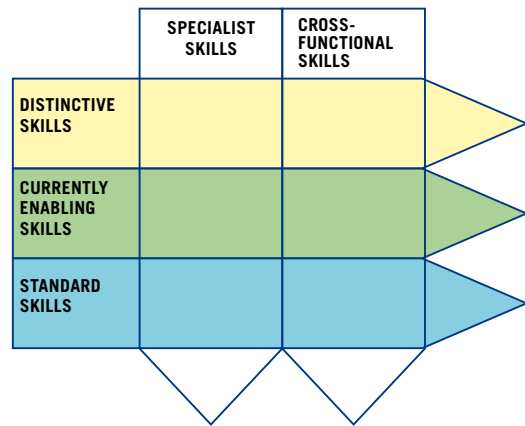 SPECIALIST
SKILLS
CROSS-
FUNCTIONAL
SKILLS
DISTINCTIVE
SKILLS
CURRENTLY
ENABLING
SKILLS
STANDARD
SKILLS